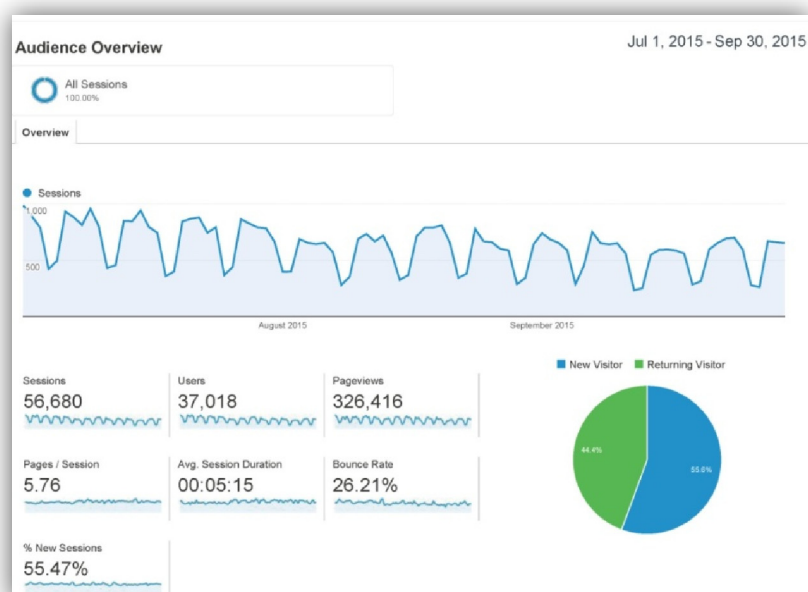 Audience Overview
Jul 1, 2015 - Sep 30, 2015
All Sessions
100.00%
Overview
Sessions
1,000
500
August 2015
September 2015
New Visitor
Returning Visitor
Sessions
Users
Pageviews
56,680
37,018
326,416
Pages / Session
Avg. Session Duration
Bounce Rate
5.76
00:05:15
26.21%
% New Sessions
55.47%
44.4%
55.6%